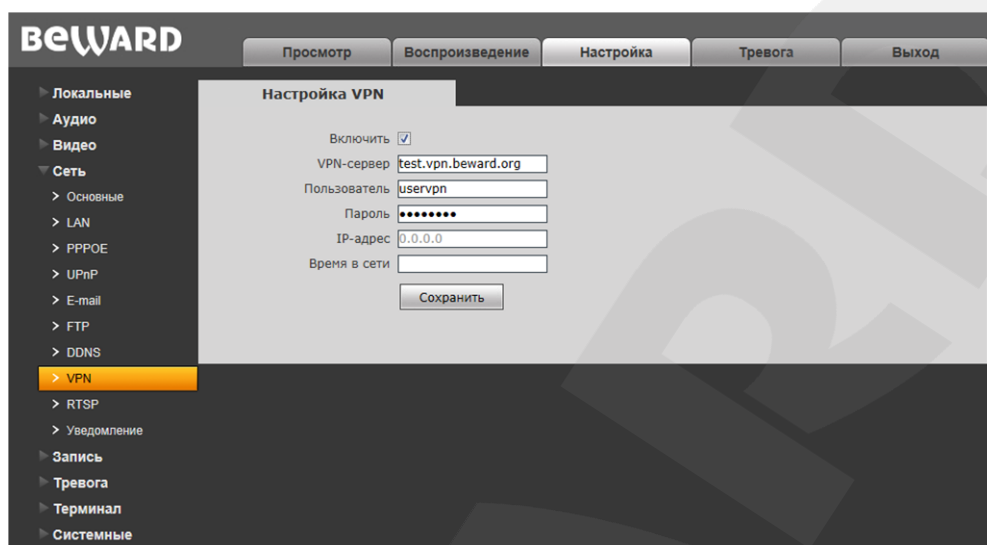 BEWARD
Просмотр Воспроизведение Настройка Тревога Выход
Локальные
Аудио
Видео
Сеть
Основные
LAN
PPPOE
UPnP
E-mail
FTP
DDNS
VPN
RTSP
Уведомление
Запись
Тревога
Терминал
Системные
Настройка VPN
Включить
VPN-сервер test.vpn.beward.org
Пользователь uservpn
Пароль ••••••••
IP-адрес 0.0.0.0
Время в сети
Сохранить